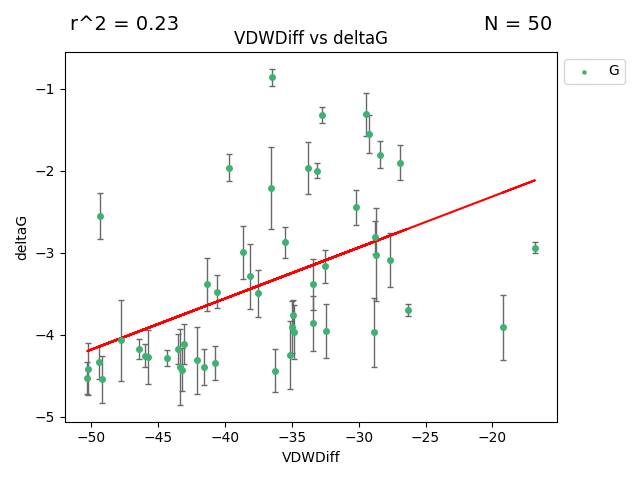 r^2 = 0.23
N = 50
VDWDiff vs deltaG
G
deltaG
−1
−2
−3
−4
−5
−50
−45
−40
−35
−30
−25
−20
VDWDiff